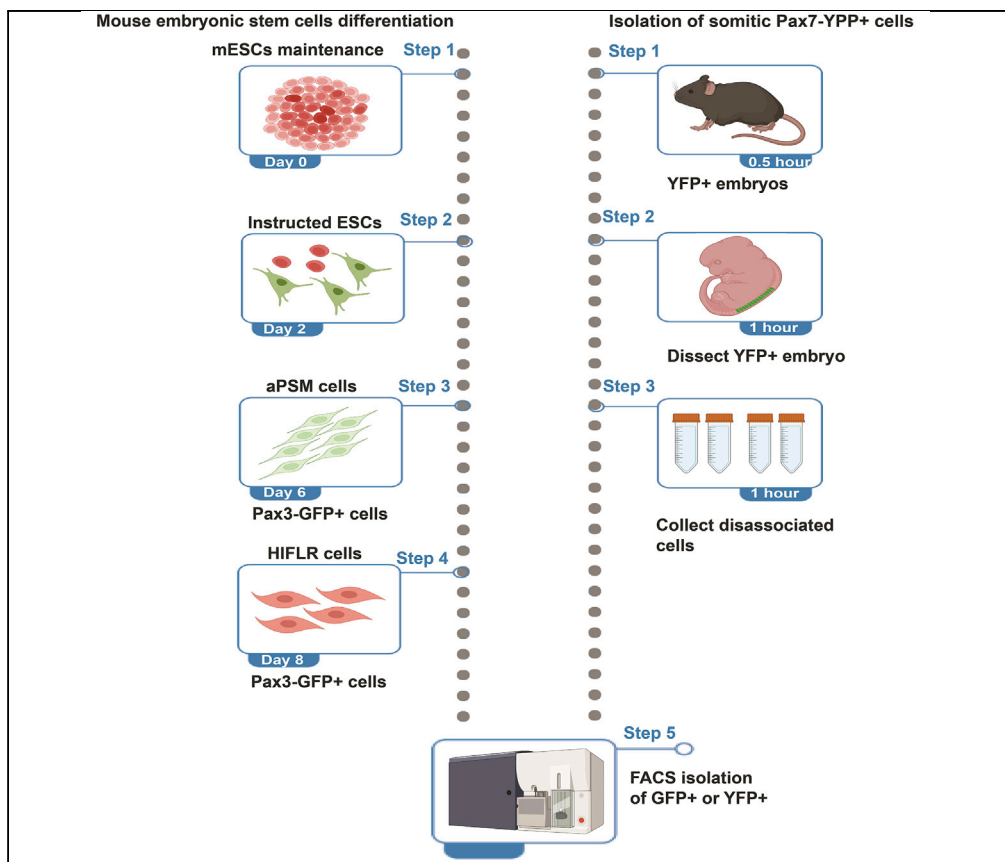 Mouse embryonic stem cells differentiation
mESCs maintenance
Step 1
Day 0
Instructed ESCs
Step 2
Day 2
aPSM cells
Step 3
Day 6
Pax3-GFP+ cells
HIFLR cells
Step 4
Day 8
Pax3-GFP+ cells
Isolation of somitic Pax7-YPP+ cells
Step 1
0.5 hour
YFP+ embryos
Step 2
1 hour
Dissect YFP+ embryo
Step 3
1 hour
Collect disassociated
cells
Step 5
FACS isolation
of GFP+ or YFP+